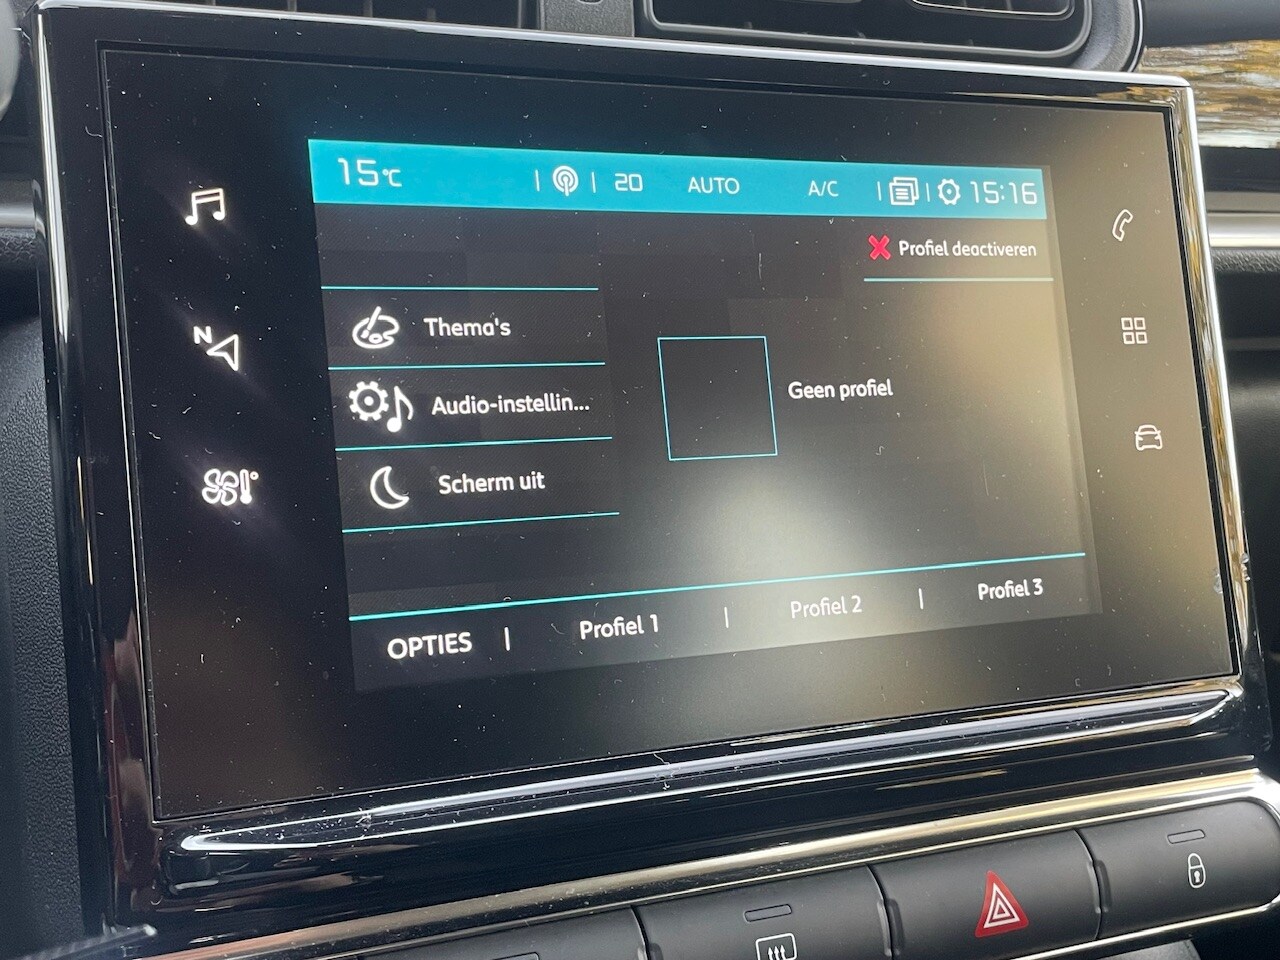 15°C 20 AUTO A/C 15:16
Profiel deactiveren
Thema's
N
Audio-instellin...
Geen profiel
Scherm uit
OPTIES Profiel 1 Profiel 2 Profiel 3